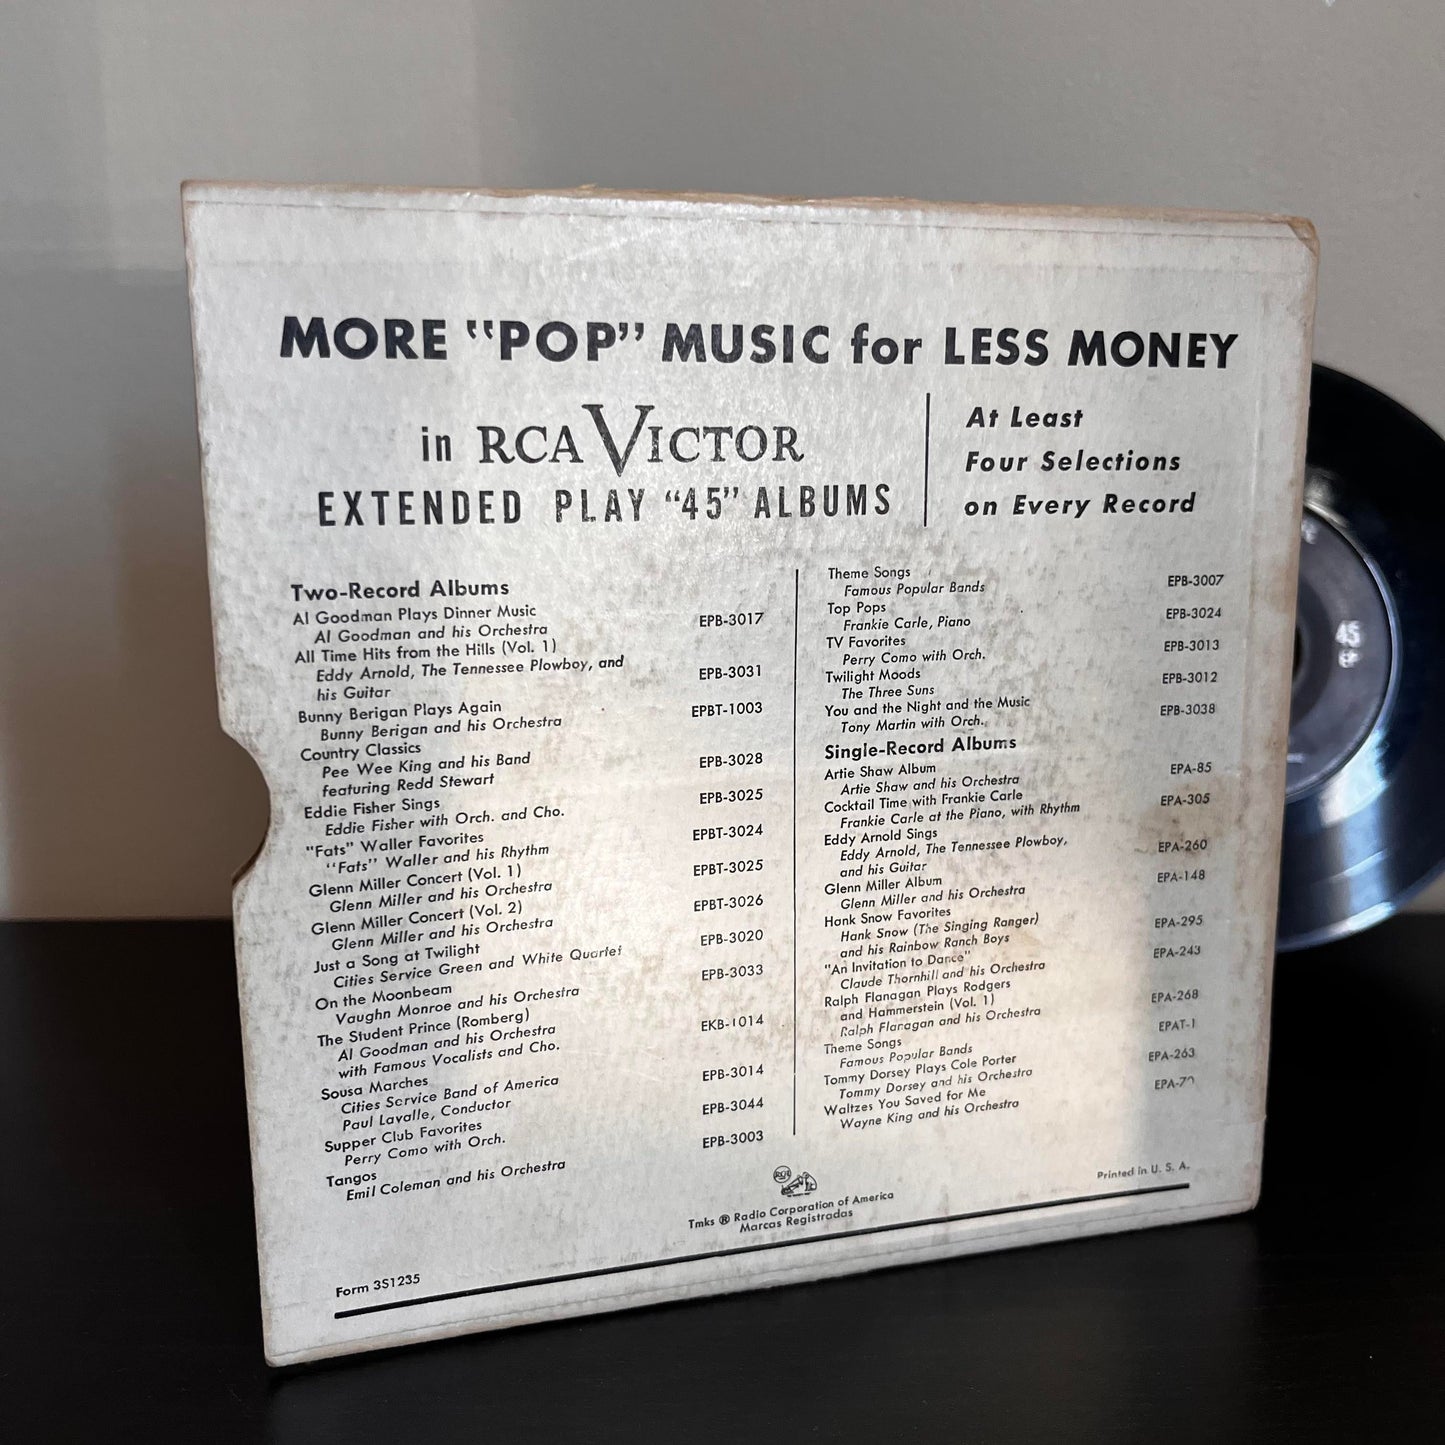 MORE "POP" MUSIC for LESS MONEY
in RCA VICTOR
EXTENDED PLAY "45" ALBUMS
At Least
Four Selections
on Every Record
Two-Record Albums
Al Goodman Plays Dinner Music
Al Goodman and his Orchestra EPB-3017
All Time Hits from the Hills (Vol. 1)
Eddy Arnold, The Tennessee Plowboy, and
his Guitar EPB-3031
Bunny Berigan Plays Again
Bunny Berigan and his Orchestra EPBT-1003
Country Classics
Pee Wee King and his Band
featuring Redd Stewart EPB-3028
Eddie Fisher Sings
Eddie Fisher with Orch. and Cho. EPB-3025
"Fats" Waller Favorites
"Fats" Waller and his Rhythm EPBT-3024
Glenn Miller Concert (Vol. 1)
Glenn Miller and his Orchestra EPBT-3025
Glenn Miller Concert (Vol. 2)
Glenn Miller and his Orchestra EPBT-3026
Just a Song at Twilight
Cities Service Green and White Quartet EPB-3020
On the Moonbeam
Vaughn Monroe and his Orchestra EPB-3033
The Student Prince (Romberg)
Al Goodman and his Orchestra
with Famous Vocalists and Cho. EKB-1014
Sousa Marches
Cities Service Band of America
Paul Lavalle, Conductor EPB-3014
Supper Club Favorites
Perry Como with Orch. EPB-3044
Tangos
Emil Coleman and his Orchestra EPB-3003
Theme Songs
Famous Popular Bands EPB-3007
Top Pops
Frankie Carle, Piano EPB-3024
TV Favorites
Perry Como with Orch. EPB-3013
Twilight Moods
The Three Suns EPB-3012
You and the Night and the Music
Tony Martin with Orch. EPB-3038
Single-Record Albums
Artie Shaw Album
Artie Shaw and his Orchestra EPA-85
Cocktail Time with Frankie Carle
Frankie Carle at the Piano, with Rhythm EPA-305
Eddy Arnold Sings
Eddy Arnold, The Tennessee Plowboy,
and his Guitar EPA-260
Glenn Miller Album
Glenn Miller and his Orchestra EPA-148
Hank Snow Favorites
Hank Snow (The Singing Ranger)
and his Rainbow Ranch Boys EPA-295
"An Invitation to Dance"
Claude Thornhill and his Orchestra EPA-243
Ralph Flanagan Plays Rodgers
and Hammerstein (Vol. 1)
Ralph Flanagan and his Orchestra EPA-268
Theme Songs
Famous Popular Bands EPAT-1
Tommy Dorsey Plays Cole Porter
Tommy Dorsey and his Orchestra EPA-263
Waltzes You Saved for Me
Wayne King and his Orchestra
RCA
Tmks ® Radio Corporation of America
Marcas Registradas
Printed in U. S. A.
Form 3S1235
45
EP